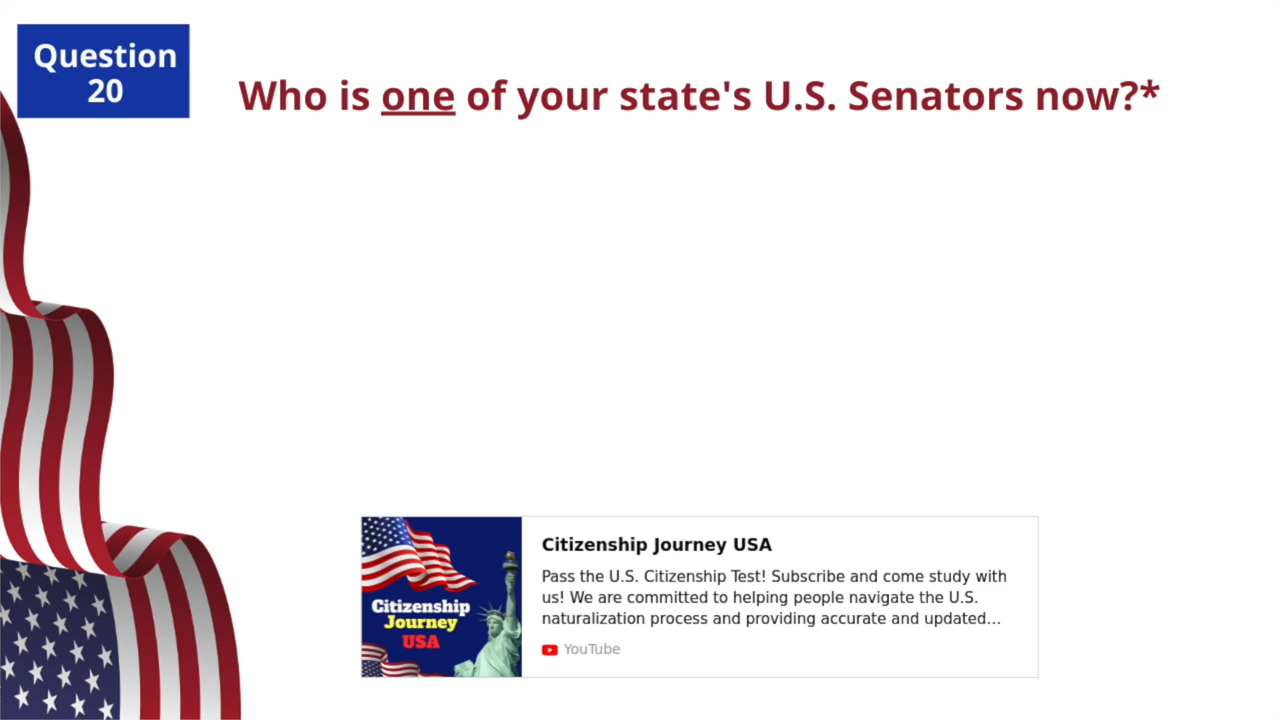 Question
20
Who is one of your state's U.S. Senators now?*
Citizenship Journey USA
Pass the U.S. Citizenship Test! Subscribe and come study with
us! We are committed to helping people navigate the U.S.
naturalization process and providing accurate and updated...
YouTube
Citizenship
Journey
USA